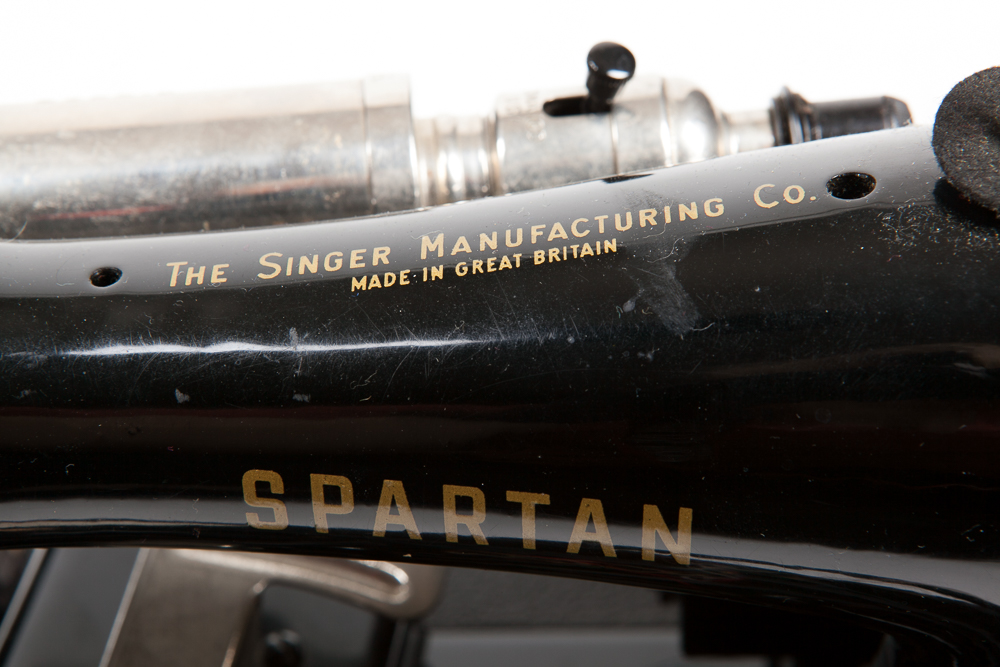 The Singer Manufacturing Co.
MADE IN GREAT BRITAIN
SPARTAN